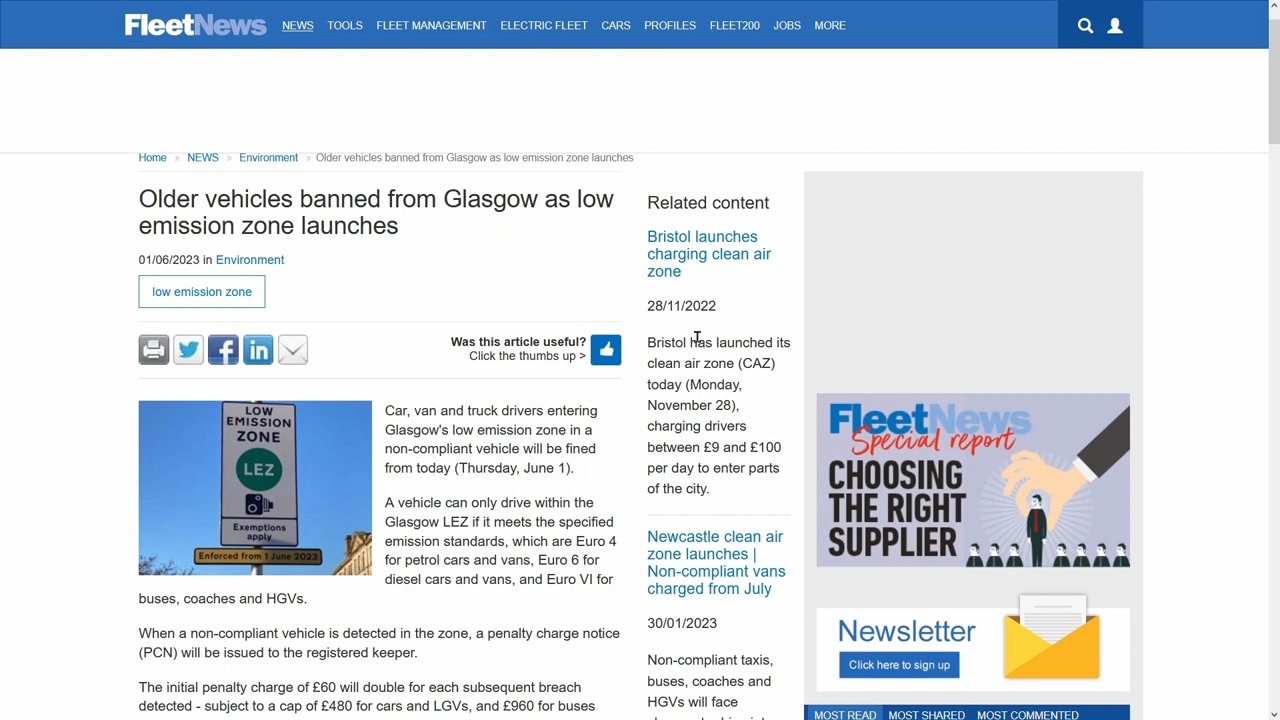 FleetNews
NEWS TOOLS FLEET MANAGEMENT ELECTRIC FLEET CARS PROFILES FLEET200 JOBS MORE
Home » NEWS » Environment » Older vehicles banned from Glasgow as low emission zone launches
Older vehicles banned from Glasgow as low
emission zone launches
01/06/2023 in Environment
low emission zone
Was this article useful?
Click the thumbs up >
LOW
EMISSION
ZONE
LEZ
Exemptions
apply
Enforced from 1 June 2023
Car, van and truck drivers entering
Glasgow's low emission zone in a
non-compliant vehicle will be fined
from today (Thursday, June 1).
A vehicle can only drive within the
Glasgow LEZ if it meets the specified
emission standards, which are Euro 4
for petrol cars and vans, Euro 6 for
diesel cars and vans, and Euro VI for
buses, coaches and HGVs.
When a non-compliant vehicle is detected in the zone, a penalty charge notice
(PCN) will be issued to the registered keeper.
The initial penalty charge of £60 will double for each subsequent breach
detected - subject to a cap of £480 for cars and LGVs, and £960 for buses
Related content
Bristol launches
charging clean air
zone
28/11/2022
Bristol has launched its
clean air zone (CAZ)
today (Monday,
November 28),
charging drivers
between £9 and £100
per day to enter parts
of the city.
Newcastle clean air
zone launches |
Non-compliant vans
charged from July
30/01/2023
Non-compliant taxis,
buses, coaches and
HGVs will face
FleetNews
Special report
CHOOSING
THE RIGHT
SUPPLIER
Newsletter
Click here to sign up
MOST READ MOST SHARED MOST COMMENTED